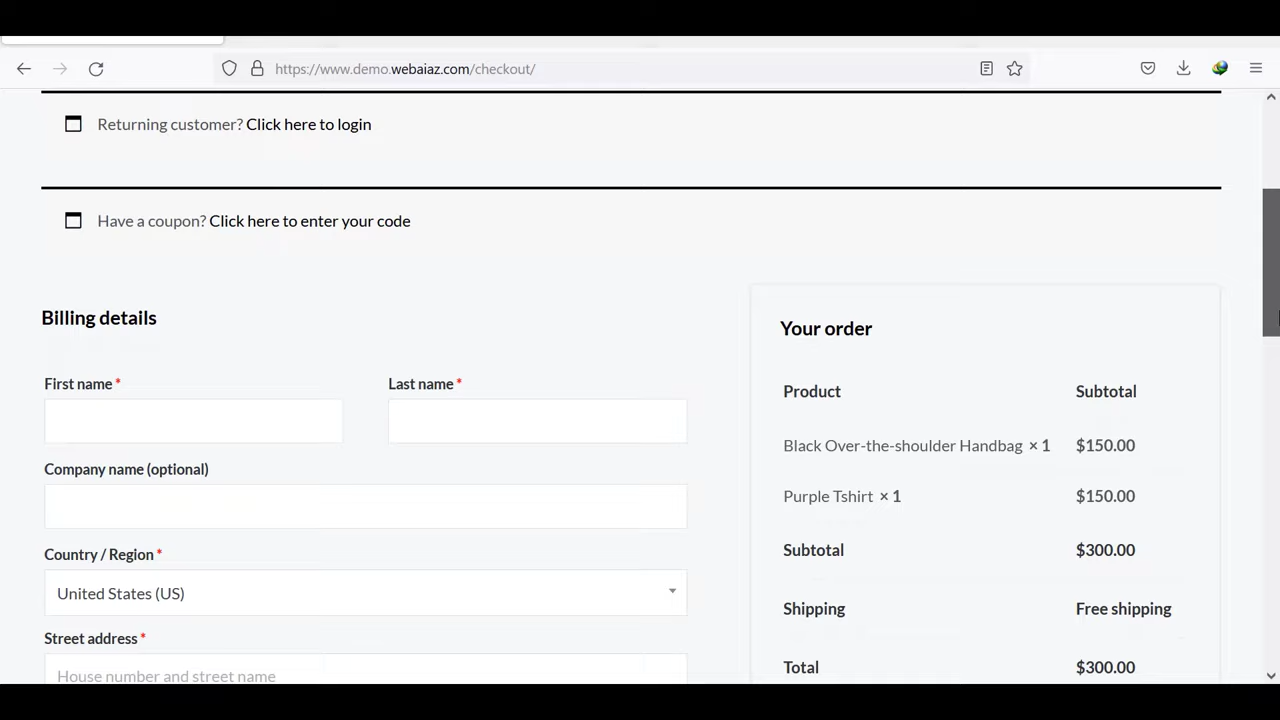 https://www.demo.webaiaz.com/checkout/
Returning customer? Click here to login
Have a coupon? Click here to enter your code
Billing details
First name *
Last name *
Company name (optional)
Country / Region *
United States (US)
Street address *
House number and street name
Your order
Product Subtotal
Black Over-the-shoulder Handbag × 1 $150.00
Purple Tshirt × 1 $150.00
Subtotal $300.00
Shipping Free shipping
Total $300.00